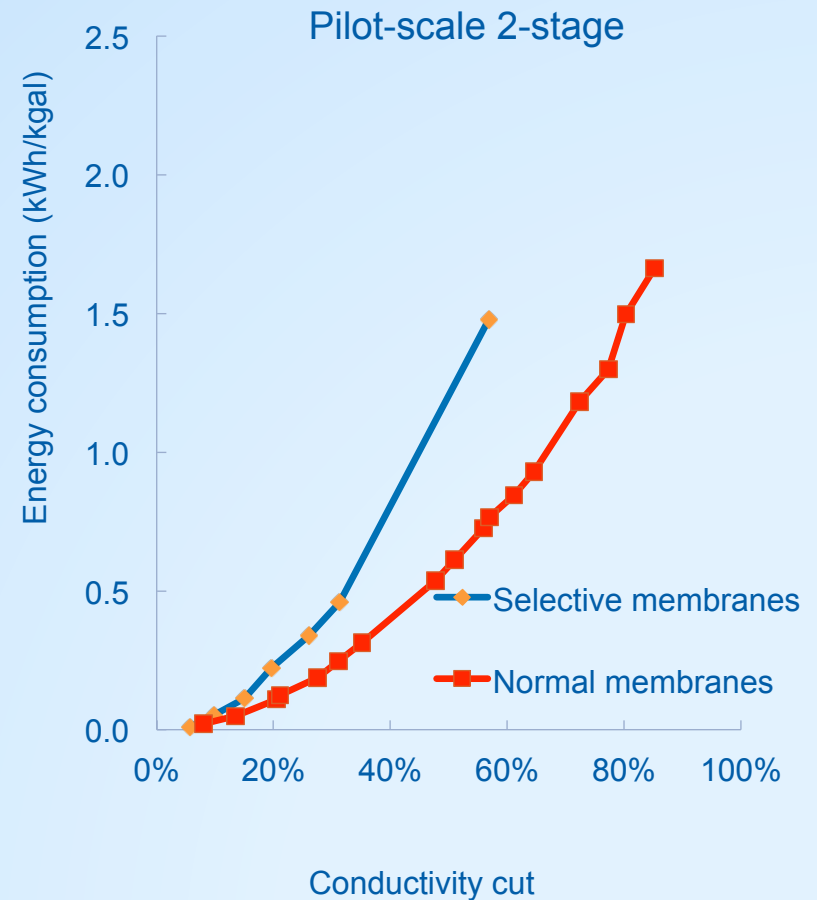 Pilot-scale 2-stage
Energy consumption (kWh/kgal)
2.5
2.0
1.5
1.0
0.5
0.0
Selective membranes
Normal membranes
0% 20% 40% 60% 80% 100%
Conductivity cut